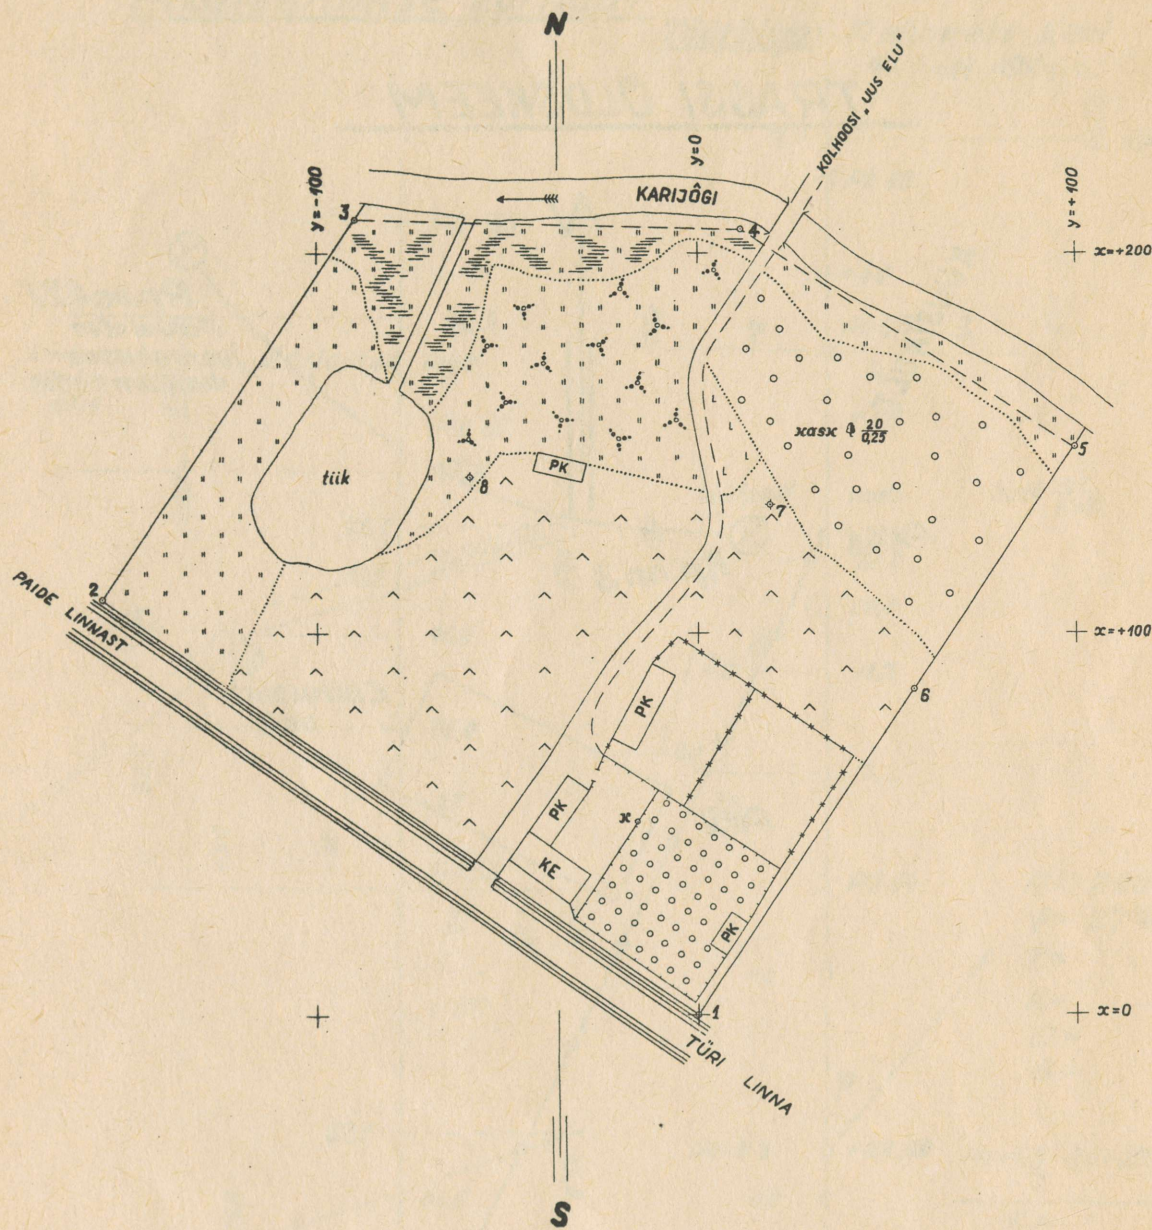 N
KOLHOOSI „UUS ELU"
y=-100
y=0
y=+100
KARIJÕGI
3
4
x=+200
kask 20
0,25
5
tiik
PK
8
7
2
PAIDE LINNAST
x=+100
6
PK
PK
x
KE
PK
1
x=0
TÜRI LINNA
S